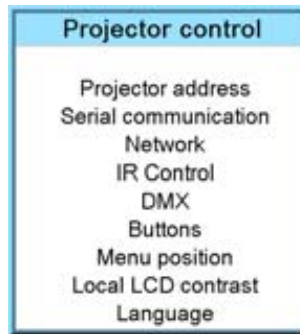 Projector control
Projector address
Serial communication
Network
IR Control
DMX
Buttons
Menu position
Local LCD contrast
Language